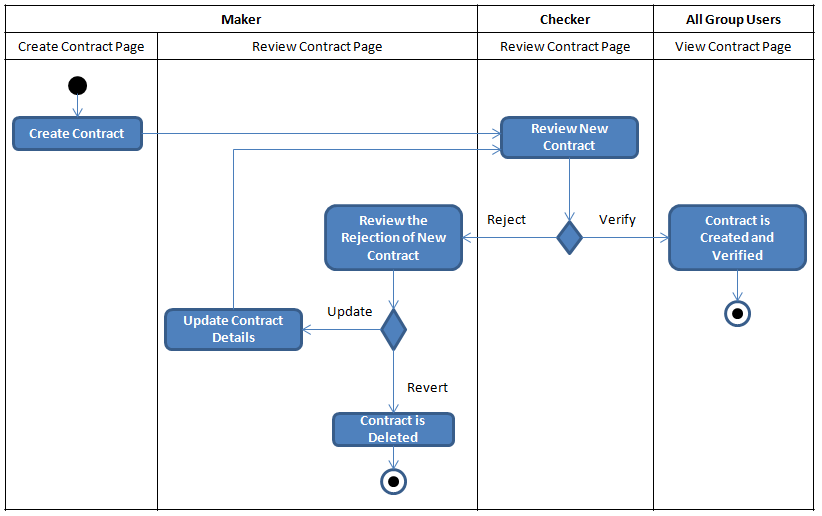 Maker
Checker
All Group Users
Create Contract Page
Review Contract Page
Review Contract Page
View Contract Page
Create Contract
Review New
Contract
Review the
Rejection of New
Contract
Reject
Verify
Contract is
Created and
Verified
Update Contract
Details
Update
Revert
Contract is
Deleted